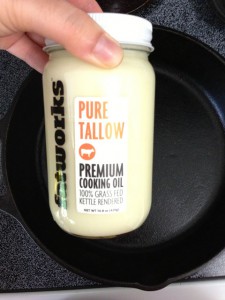 fatworks
PURE
TALLOW
PREMIUM
COOKING OIL
100% GRASS FED
KETTLE RENDERED